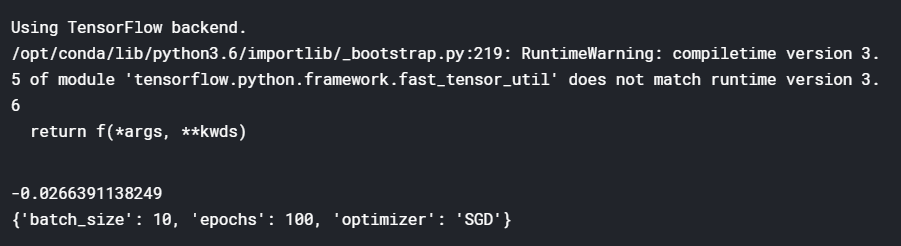 Using TensorFlow backend.
/opt/conda/lib/python3.6/importlib/_bootstrap.py:219: RuntimeWarning: compiletime version 3.
5 of module 'tensorflow.python.framework.fast_tensor_util' does not match runtime version 3.
6
  return f(*args, **kwds)
-0.0266391138249
{'batch_size': 10, 'epochs': 100, 'optimizer': 'SGD'}